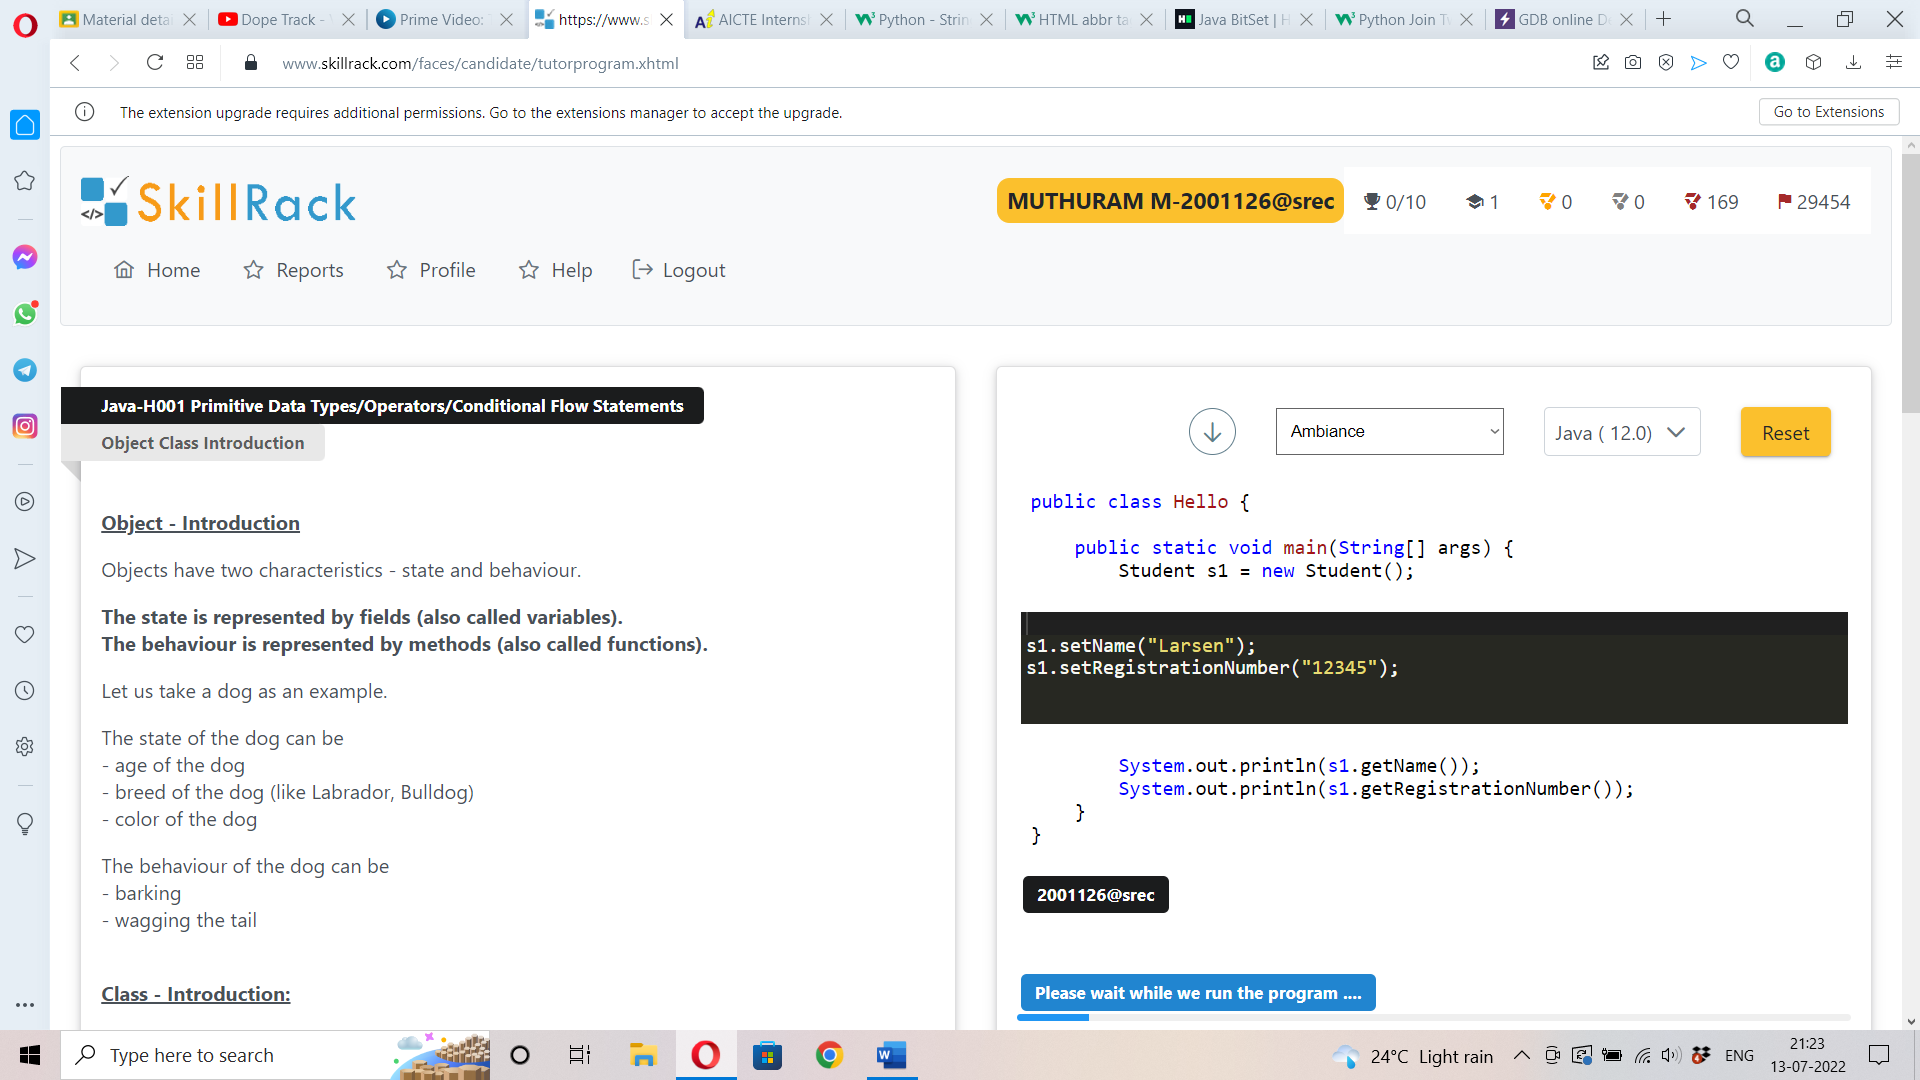 Material detai
Dope Track -
Prime Video:
https://www.s
AICTE Interns
Python - Strin
HTML abbr ta
Java BitSet | H
Python Join Tw
GDB online De
www.skillrack.com/faces/candidate/tutorprogram.xhtml
The extension upgrade requires additional permissions. Go to the extensions manager to accept the upgrade.
Go to Extensions
SkillRack
MUTHURAM M-2001126@srec
0/10
1
0
0
169
29454
Home
Reports
Profile
Help
Logout
Java-H001 Primitive Data Types/Operators/Conditional Flow Statements
Object Class Introduction
Object - Introduction
Objects have two characteristics - state and behaviour.
The state is represented by fields (also called variables).
The behaviour is represented by methods (also called functions).
Let us take a dog as an example.
The state of the dog can be
- age of the dog
- breed of the dog (like Labrador, Bulldog)
- color of the dog
The behaviour of the dog can be
- barking
- wagging the tail
Class - Introduction:
Ambiance
Java ( 12.0)
Reset
public class Hello {
public static void main(String[] args) {
Student s1 = new Student();
s1.setName("Larsen");
s1.setRegistrationNumber("12345");
System.out.println(s1.getName());
System.out.println(s1.getRegistrationNumber());
}
}
2001126@srec
Please wait while we run the program ....
Type here to search
24°C Light rain
ENG
21:23
13-07-2022